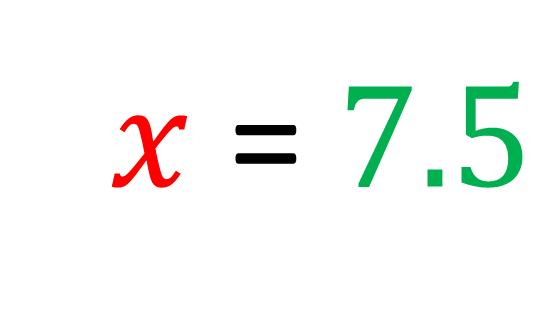 x = 7.5